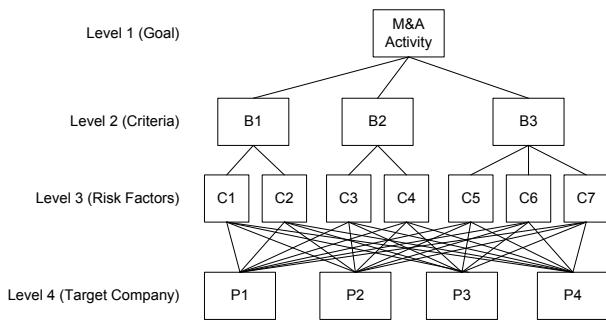 Level 1 (Goal)
M&A
Activity
Level 2 (Criteria)
B1
B2
B3
Level 3 (Risk Factors)
C1
C2
C3
C4
C5
C6
C7
Level 4 (Target Company)
P1
P2
P3
P4